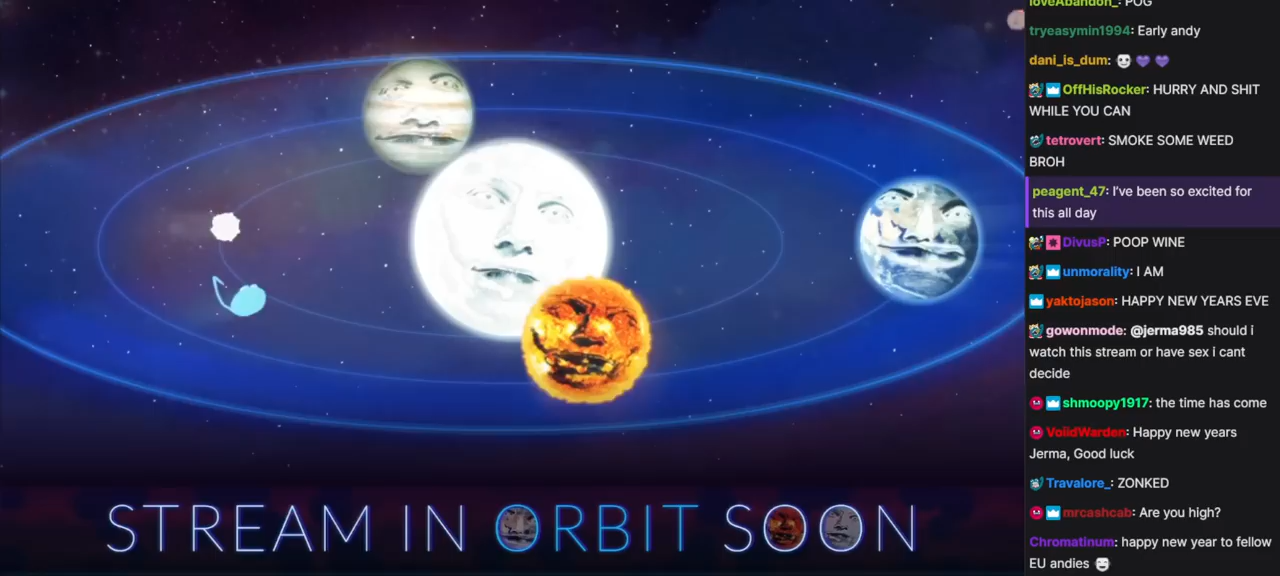 loveAbandon_: POG
tryeasymin1994: Early andy
dani_is_dum:
OffHisRocker: HURRY AND SHIT
WHILE YOU CAN
tetrovert: SMOKE SOME WEED
BROH
peagent_47: I've been so excited for
this all day
DivusP: POOP WINE
unmorality: I AM
yaktojason: HAPPY NEW YEARS EVE
gowonmode: @jerma985 should i
watch this stream or have sex i cant
decide
shmoopy1917: the time has come
VoiidWarden: Happy new years
Jerma, Good luck
Travalore_: ZONKED
mrcashcab: Are you high?
Chromatinum: happy new year to fellow
EU andies
STREAM IN ORBIT SOON